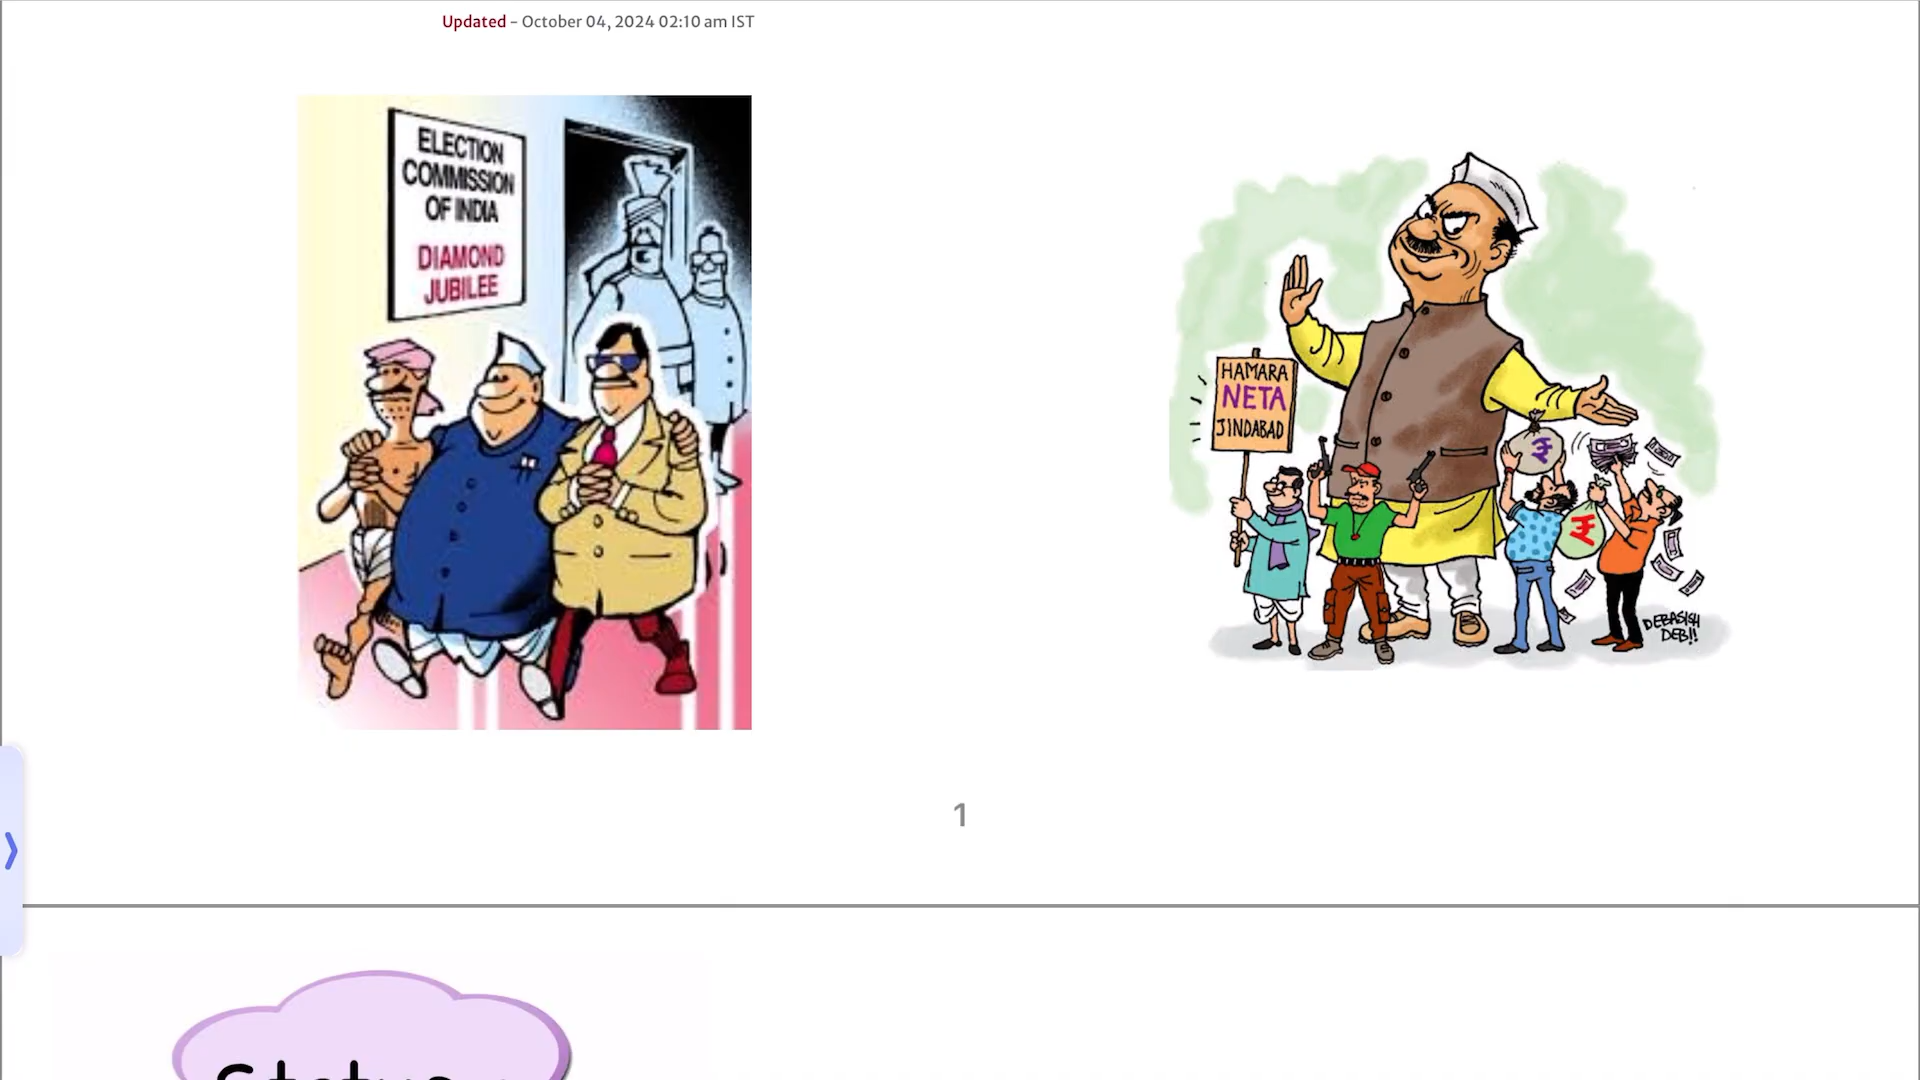 Updated - October 04, 2024 02:10 am IST
ELECTION
COMMISSION
OF INDIA
DIAMOND
JUBILEE
HAMARA
NETA
JINDABAD
₹
₹
DEBASISH
DEB!!
1